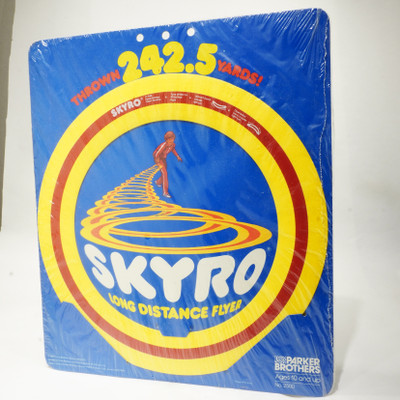 THROWN 242.5 YARDS!
SKYRO
SKYRO
LONG DISTANCE FLYER
PARKER
BROTHERS
Ages 10 and up